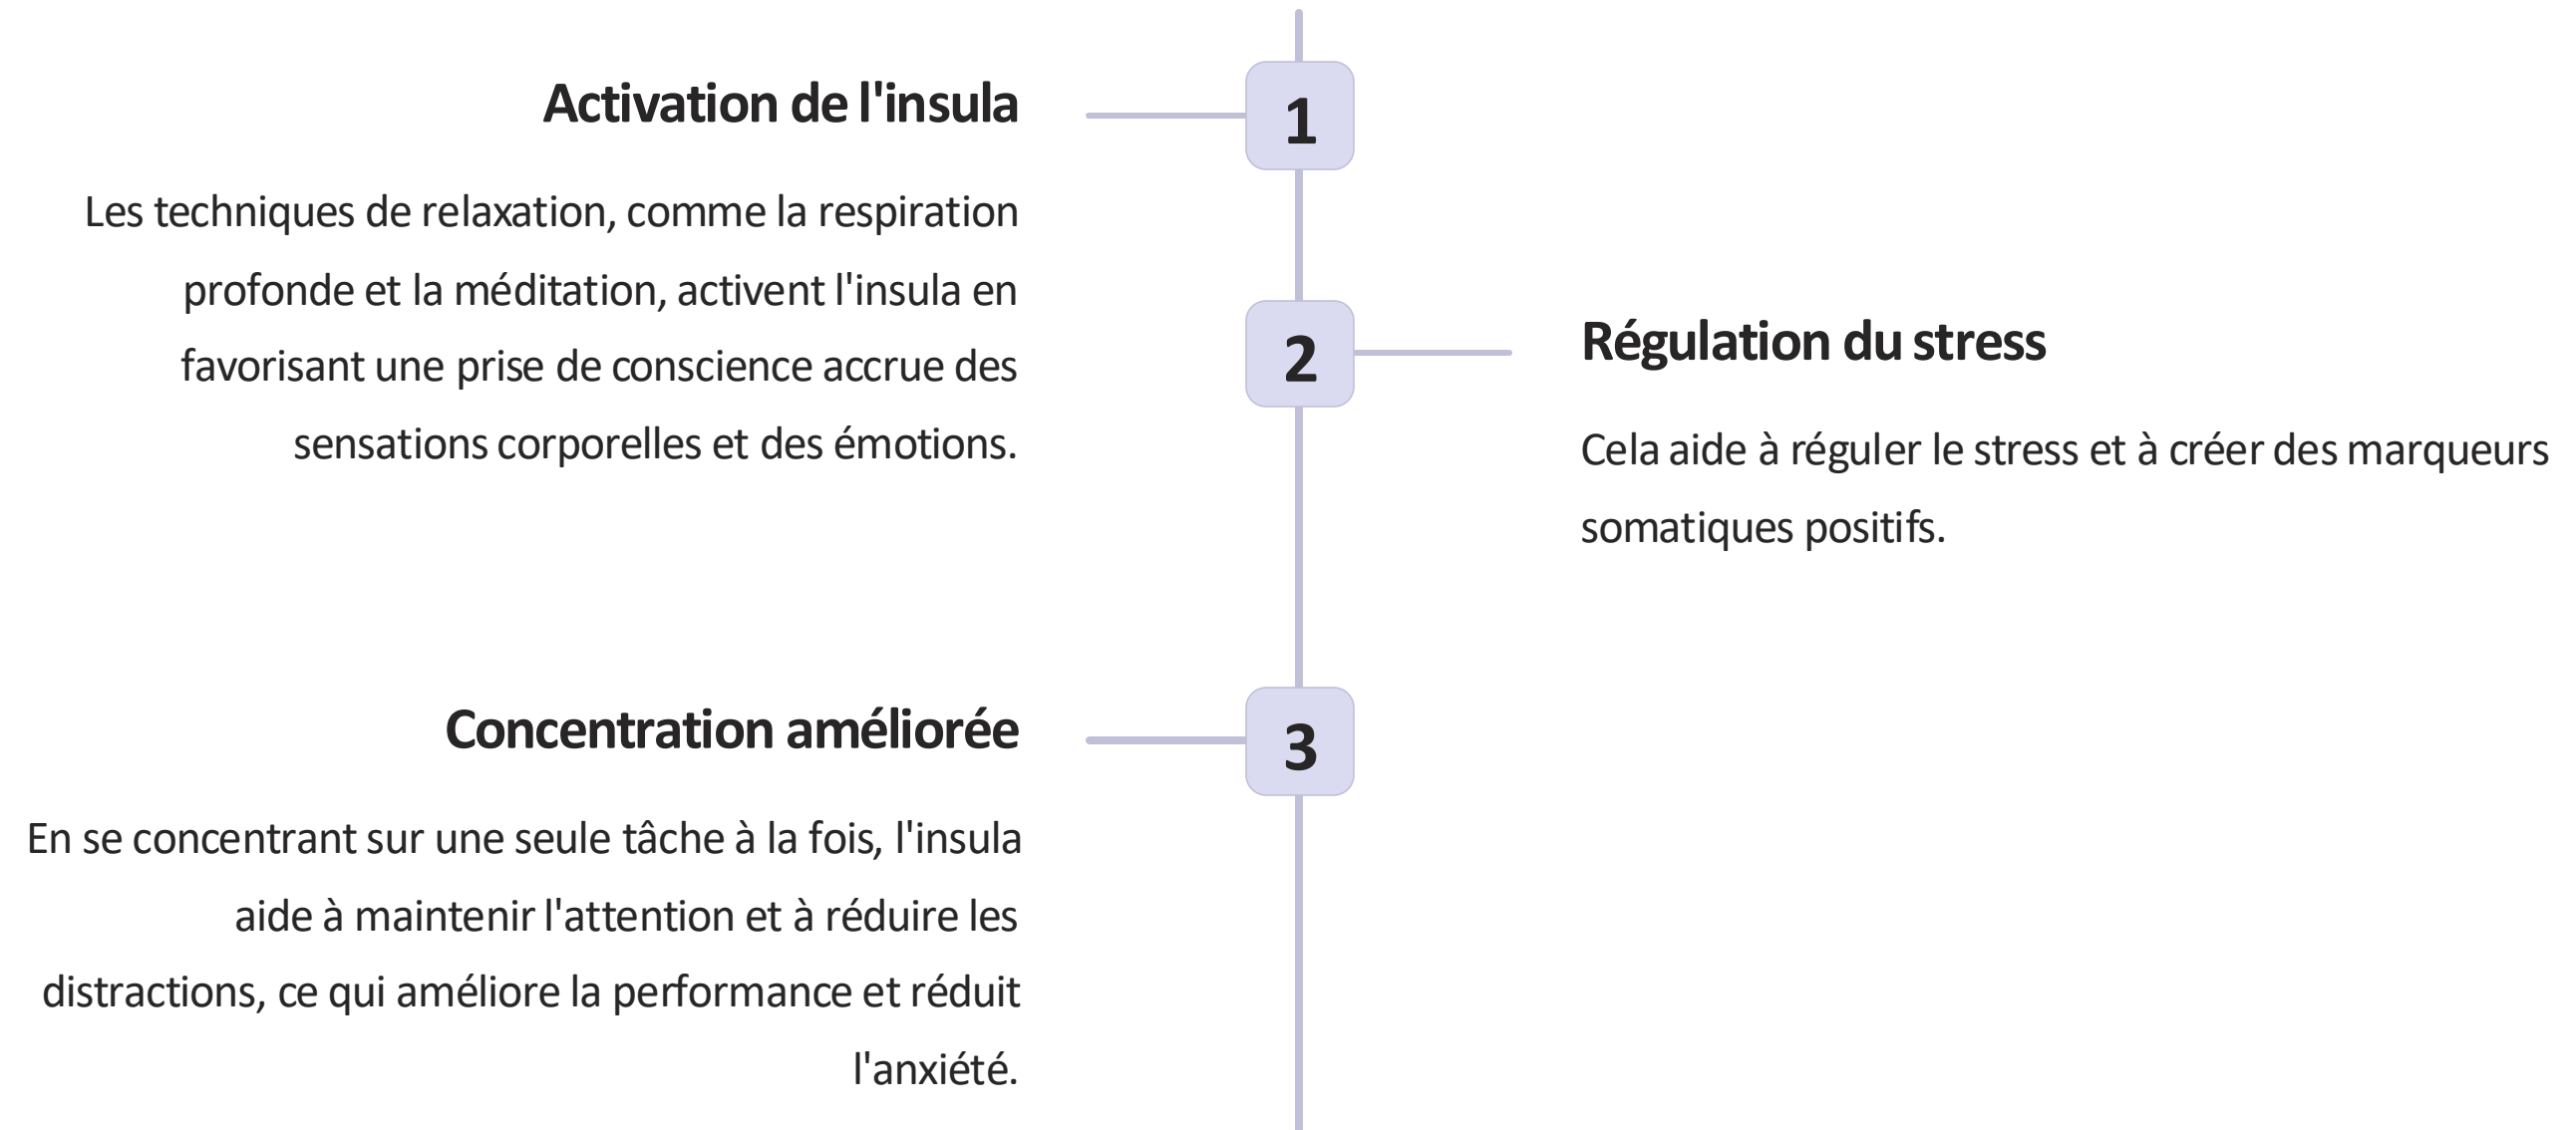 Activation de l'insula
1
Les techniques de relaxation, comme la respiration
profonde et la méditation, activent l'insula en
favorisant une prise de conscience accrue des
sensations corporelles et des émotions.
2
Régulation du stress
Cela aide à réguler le stress et à créer des marqueurs
somatiques positifs.
Concentration améliorée
3
En se concentrant sur une seule tâche à la fois, l'insula
aide à maintenir l'attention et à réduire les
distractions, ce qui améliore la performance et réduit
l'anxiété.